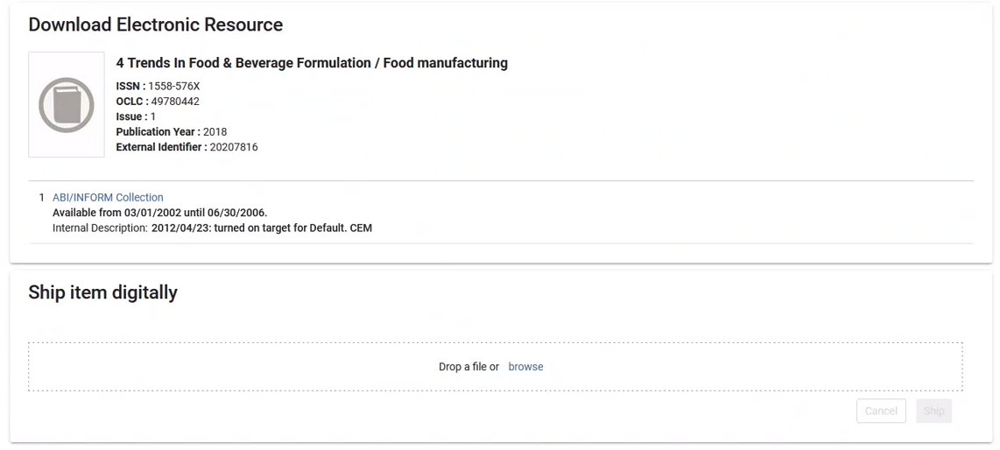 Download Electronic Resource
4 Trends In Food & Beverage Formulation / Food manufacturing
ISSN : 1558-576X
OCLC : 49780442
Issue : 1
Publication Year : 2018
External Identifier : 20207816
1 ABI/INFORM Collection
Available from 03/01/2002 until 06/30/2006.
Internal Description: 2012/04/23: turned on target for Default. CEM
Ship item digitally
Drop a file or browse
Cancel Ship